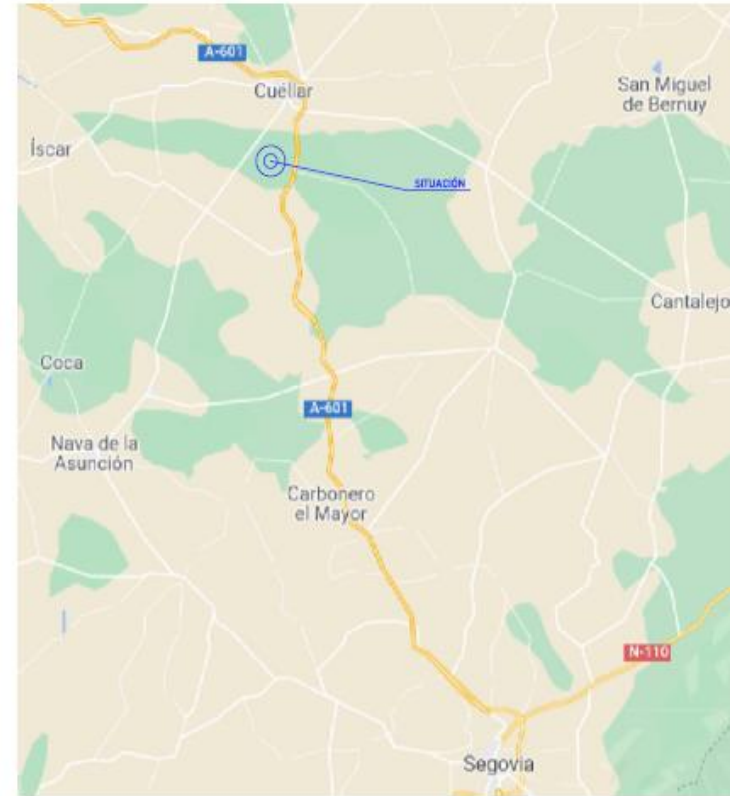 A-601
Cuéllar
San Miguel
de Bernuy
Íscar
SITUACIÓN
Cantalejo
Coca
A-601
Nava de la
Asunción
Carbonero
el Mayor
N-110
Segovia